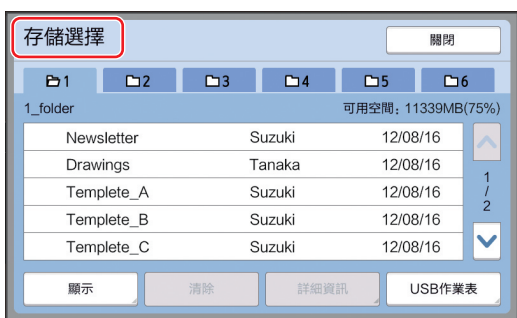 存儲選擇 關閉
1 2 3 4 5 6
1_folder 可用空間：11339MB(75%)
Newsletter Suzuki 12/08/16
Drawings Tanaka 12/08/16
Templete_A Suzuki 12/08/16
Templete_B Suzuki 12/08/16
Templete_C Suzuki 12/08/16
1/2
顯示 清除 詳細資訊 USB作業表